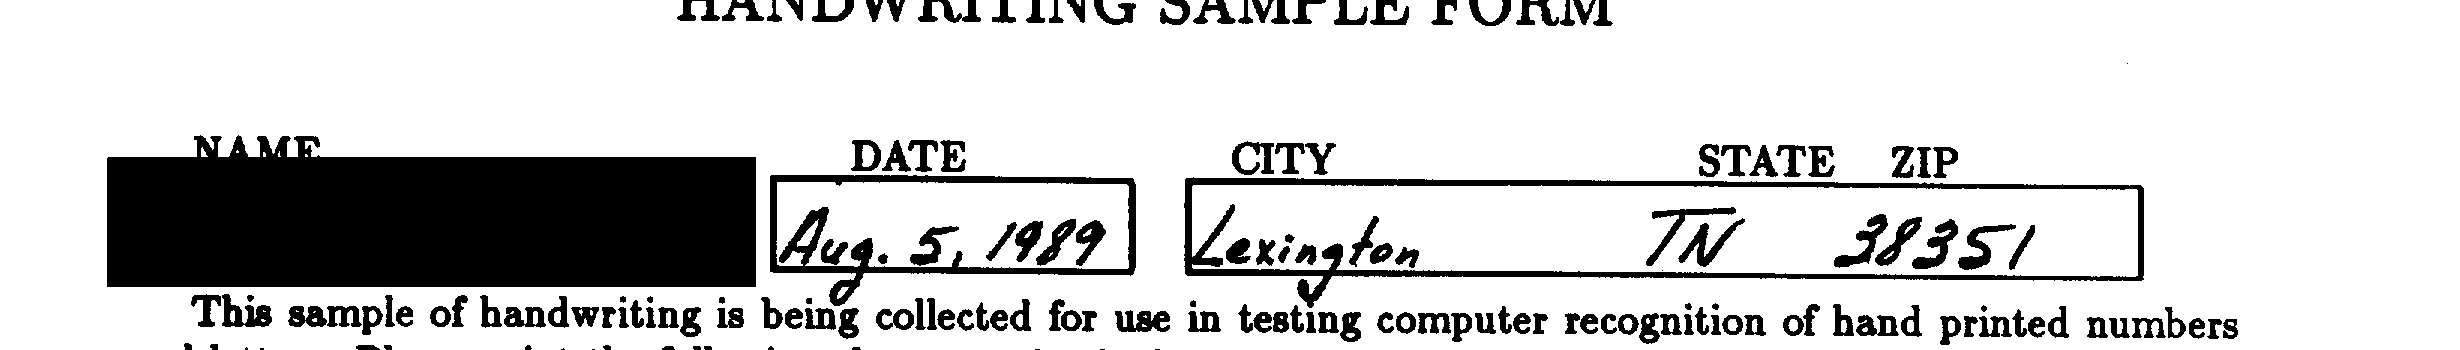 HANDWRITING SAMPLE FORM
NAME DATE CITY STATE ZIP
Aug. 5, 1989 Lexington TN 38351
This sample of handwriting is being collected for use in testing computer recognition of hand printed numbers